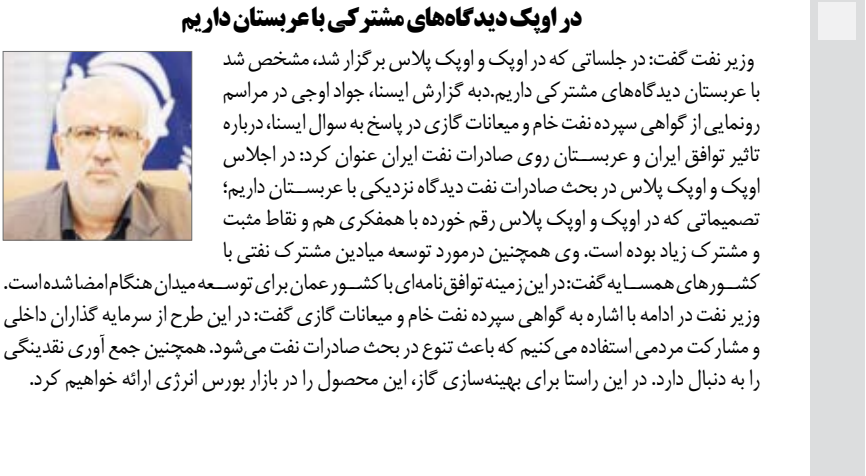 در اوپک دیدگاه‌های مشترکی با عربستان داریم
وزیر نفت گفت: در جلساتی که در اوپک و اوپک پلاس برگزار شد، مشخص شد
با عربستان دیدگاه‌های مشترکی داریم.دبه گزارش ایسنا، جواد اوجی در مراسم
رونمایی از گواهی سپرده نفت خام و میعانات گازی در پاسخ به سوال ایسنا، درباره
تاثیر توافق ایران و عربستان روی صادرات نفت ایران عنوان کرد: در اجلاس
اوپک و اوپک پلاس در بحث صادرات نفت دیدگاه نزدیکی با عربستان داریم؛
تصمیماتی که در اوپک و اوپک پلاس رقم خورده با همفکری هم و نقاط مثبت
و مشترک زیاد بوده است. وی همچنین درمورد توسعه میادین مشترک نفتی با
کشورهای همسایه گفت: در این زمینه توافق‌نامه‌ای با کشور عمان برای توسعه میدان هنگام امضا شده است.
وزیر نفت در ادامه با اشاره به گواهی سپرده نفت خام و میعانات گازی گفت: در این طرح از سرمایه گذاران داخلی
و مشارکت مردمی استفاده می‌کنیم که باعث تنوع در بحث صادرات نفت می‌شود. همچنین جمع آوری نقدینگی
را به دنبال دارد. در این راستا برای بهینه‌سازی گاز، این محصول را در بازار بورس انرژی ارائه خواهیم کرد.